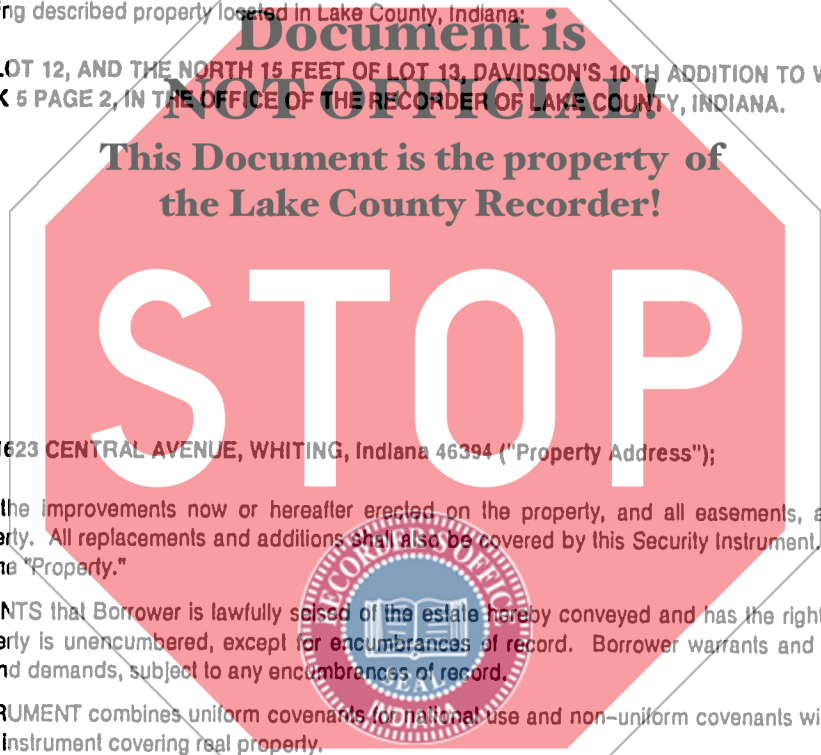 ng described property located in Lake County, Indiana:
Document is
LOT 12, AND THE NORTH 15 FEET OF LOT 13, DAVIDSON'S 10TH ADDITION TO
K 5 PAGE 2, IN THE OFFICE OF THE RECORDER OF LAKE COUNTY, INDIANA.
NOT OFFICIAL!
This Document is the property of
the Lake County Recorder!
STOP
1623 CENTRAL AVENUE, WHITING, Indiana 46394 ("Property Address");
the improvements now or hereafter erected on the property, and all easements, a
erty. All replacements and additions shall also be covered by this Security Instrument.
"Property."
NTS that Borrower is lawfully seised of the estate hereby conveyed and has the right
erty is unencumbered, except for encumbrances of record. Borrower warrants and
nd demands, subject to any encumbrances of record.
RUMENT combines uniform covenants for national use and non-uniform covenants wi
instrument covering real property.
RECORDER'S OFFICE
SEAL
INDIANA